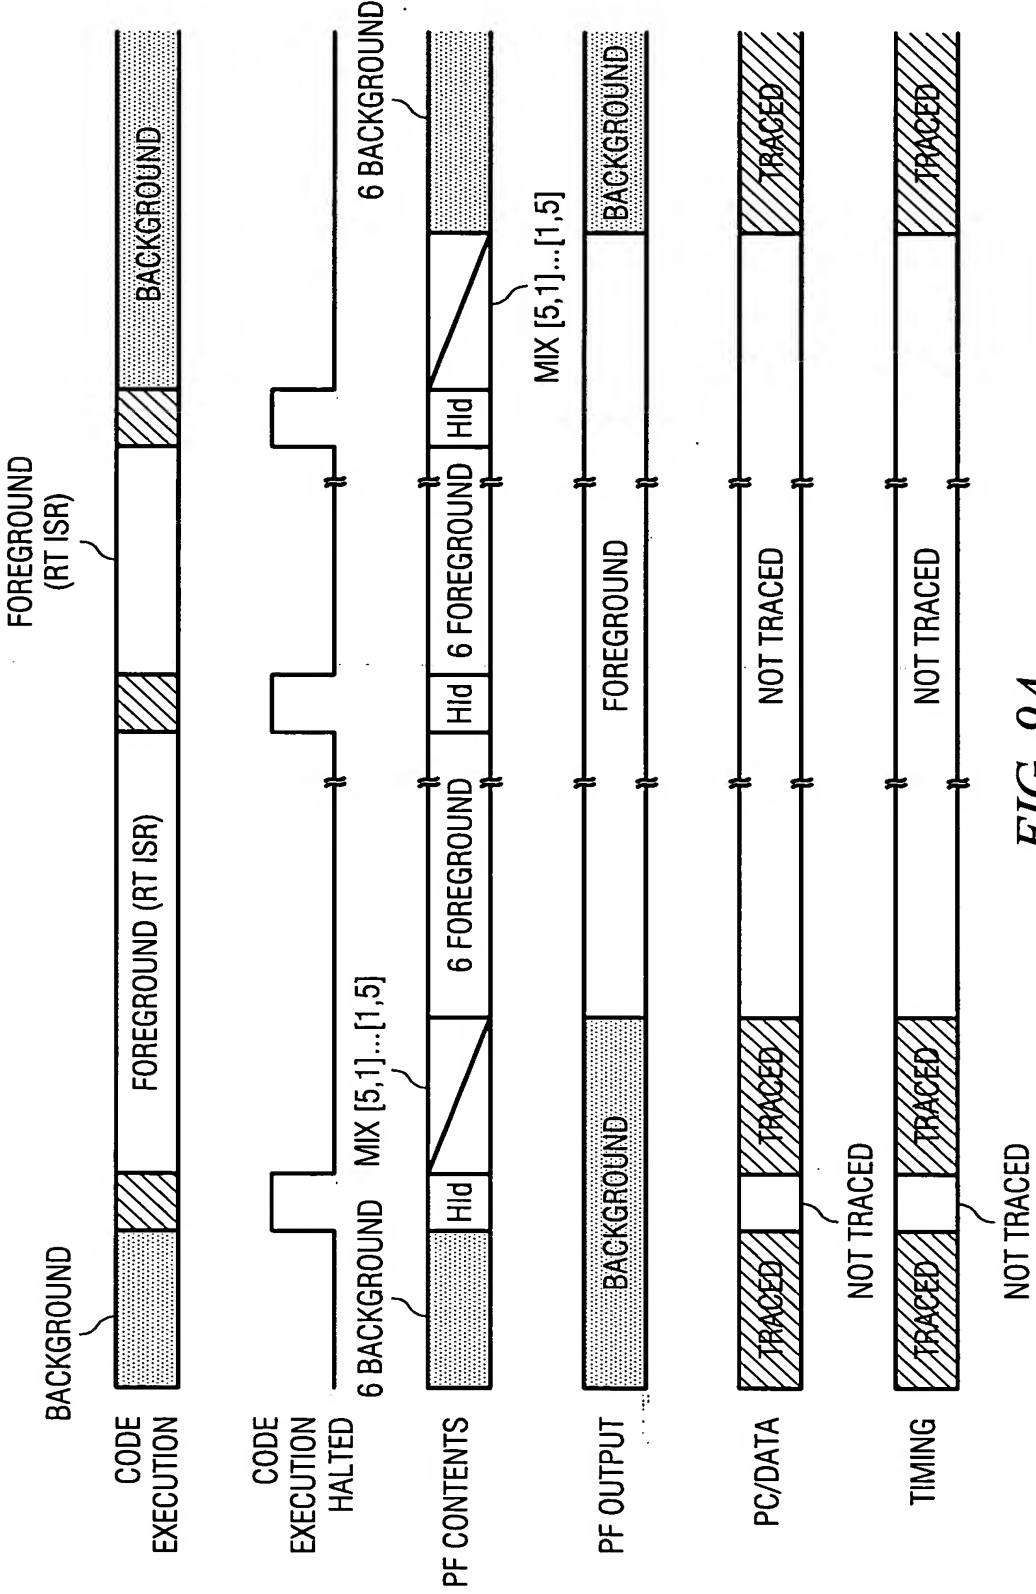 CODE
EXECUTION
BACKGROUND
FOREGROUND (RT ISR)
FOREGROUND
(RT ISR)
BACKGROUND
CODE
EXECUTION
HALTED
PF CONTENTS
6 BACKGROUND
Hld
MIX [5,1]...[1,5]
6 FOREGROUND
Hld
6 FOREGROUND
Hld
MIX [5,1]...[1,5]
6 BACKGROUND
PF OUTPUT
BACKGROUND
FOREGROUND
BACKGROUND
PC/DATA
TRACED
NOT TRACED
TRACED
NOT TRACED
TRACED
TIMING
TRACED
NOT TRACED
TRACED
NOT TRACED
TRACED
FIG. 9A